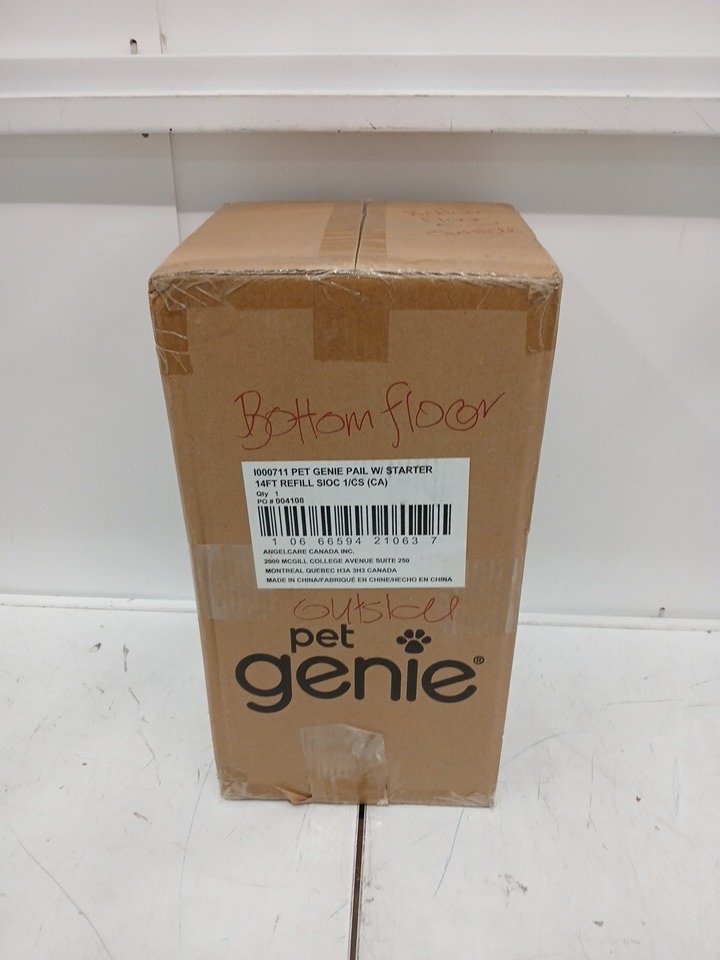 Bottom floor
I000711 PET GENIE PAIL W/ STARTER
14FT REFILL SIOC 1/CS (CA)
Qty 1
PO # 004108
1 06 66594 21063 7
ANGELCARE CANADA INC.
2000 MCGILL COLLEGE AVENUE SUITE 250
MONTREAL QUEBEC H3A 3H3 CANADA
MADE IN CHINA/FABRIQUÉ EN CHINE/HECHO EN CHINA
outside
pet
genie®